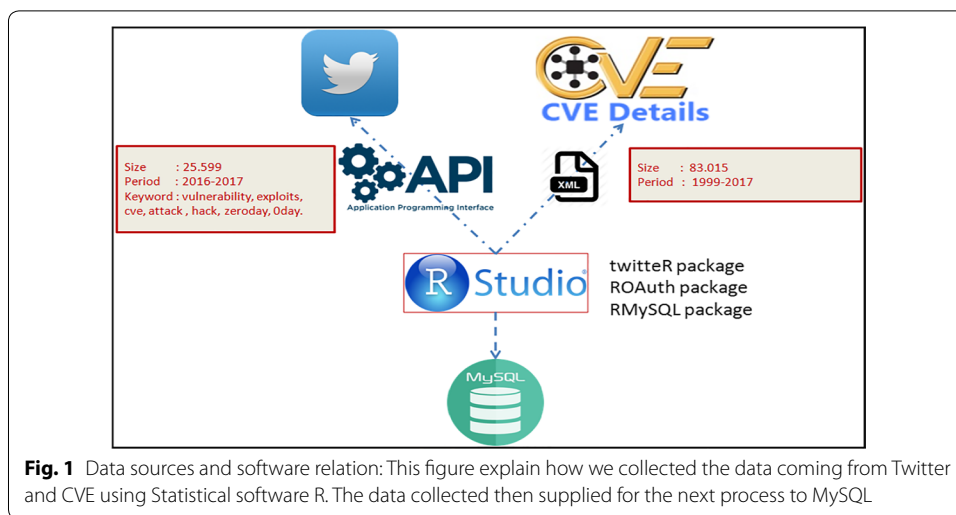 CVE
CVE Details
Size : 25.599
Period : 2016-2017
Keyword : vulnerability, exploits,
cve, attack , hack, zeroday, 0day.
API
Application Programming Interface
XML
Size : 83.015
Period : 1999-2017
R Studio®
twitteR package
ROAuth package
RMySQL package
MySQL
Fig. 1 Data sources and software relation: This figure explain how we collected the data coming from Twitter
and CVE using Statistical software R. The data collected then supplied for the next process to MySQL